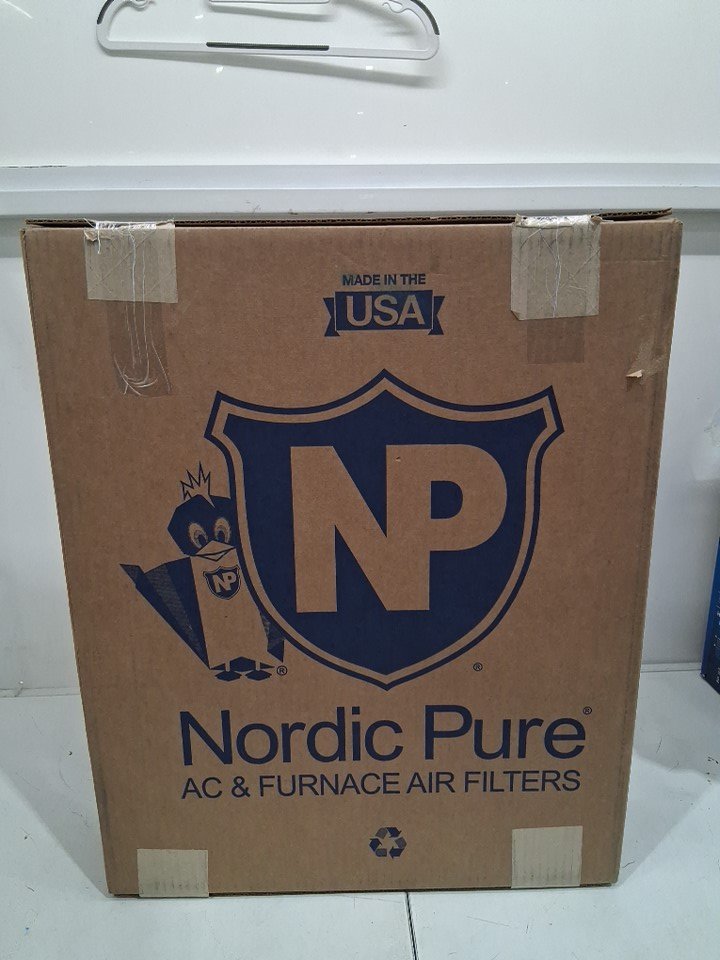 MADE IN THE
USA
NP
NP
®
®
Nordic Pure®
AC & FURNACE AIR FILTERS